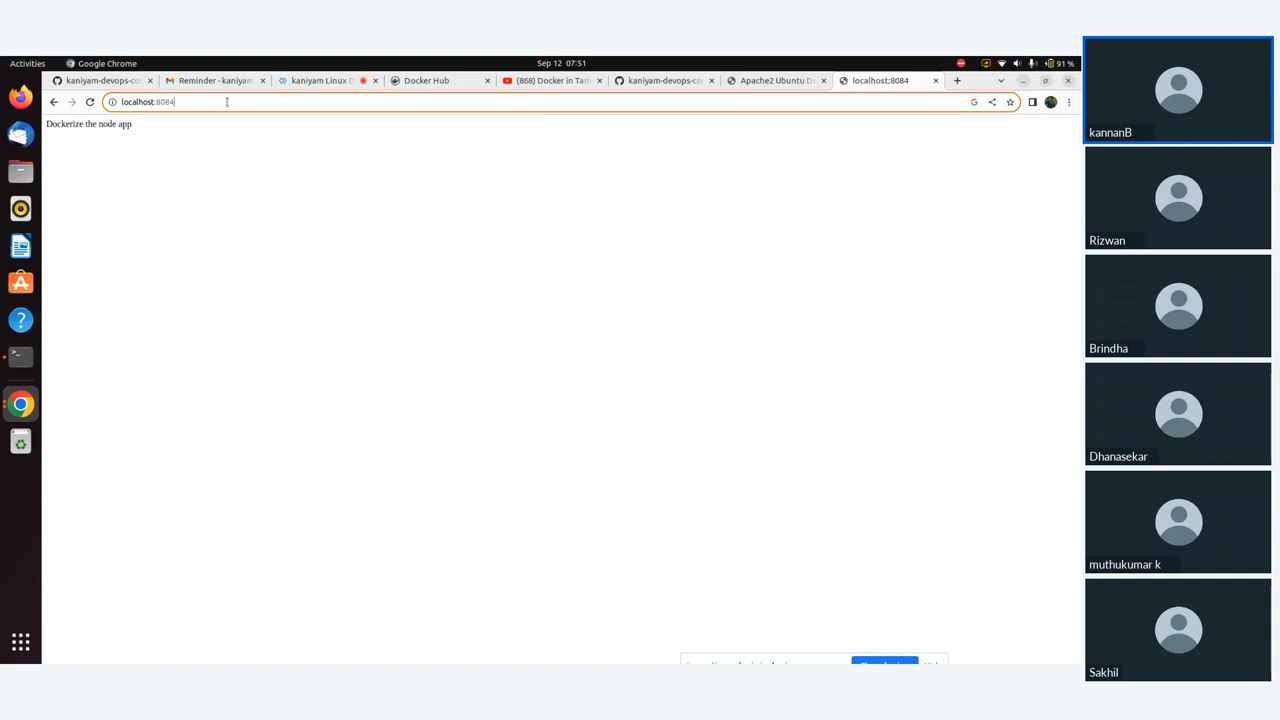 Activities
Google Chrome
Sep 12 07:51
91 %
kaniyam-devops-co
Reminder - kaniyam
kaniyam Linux D
Docker Hub
(868) Docker in Tam
kaniyam-devops-co
Apache2 Ubuntu De
localhost:8084
localhost:8084
Dockerize the node app
kannanB
Rizwan
Brindha
Dhanasekar
muthukumar k
Sakhil